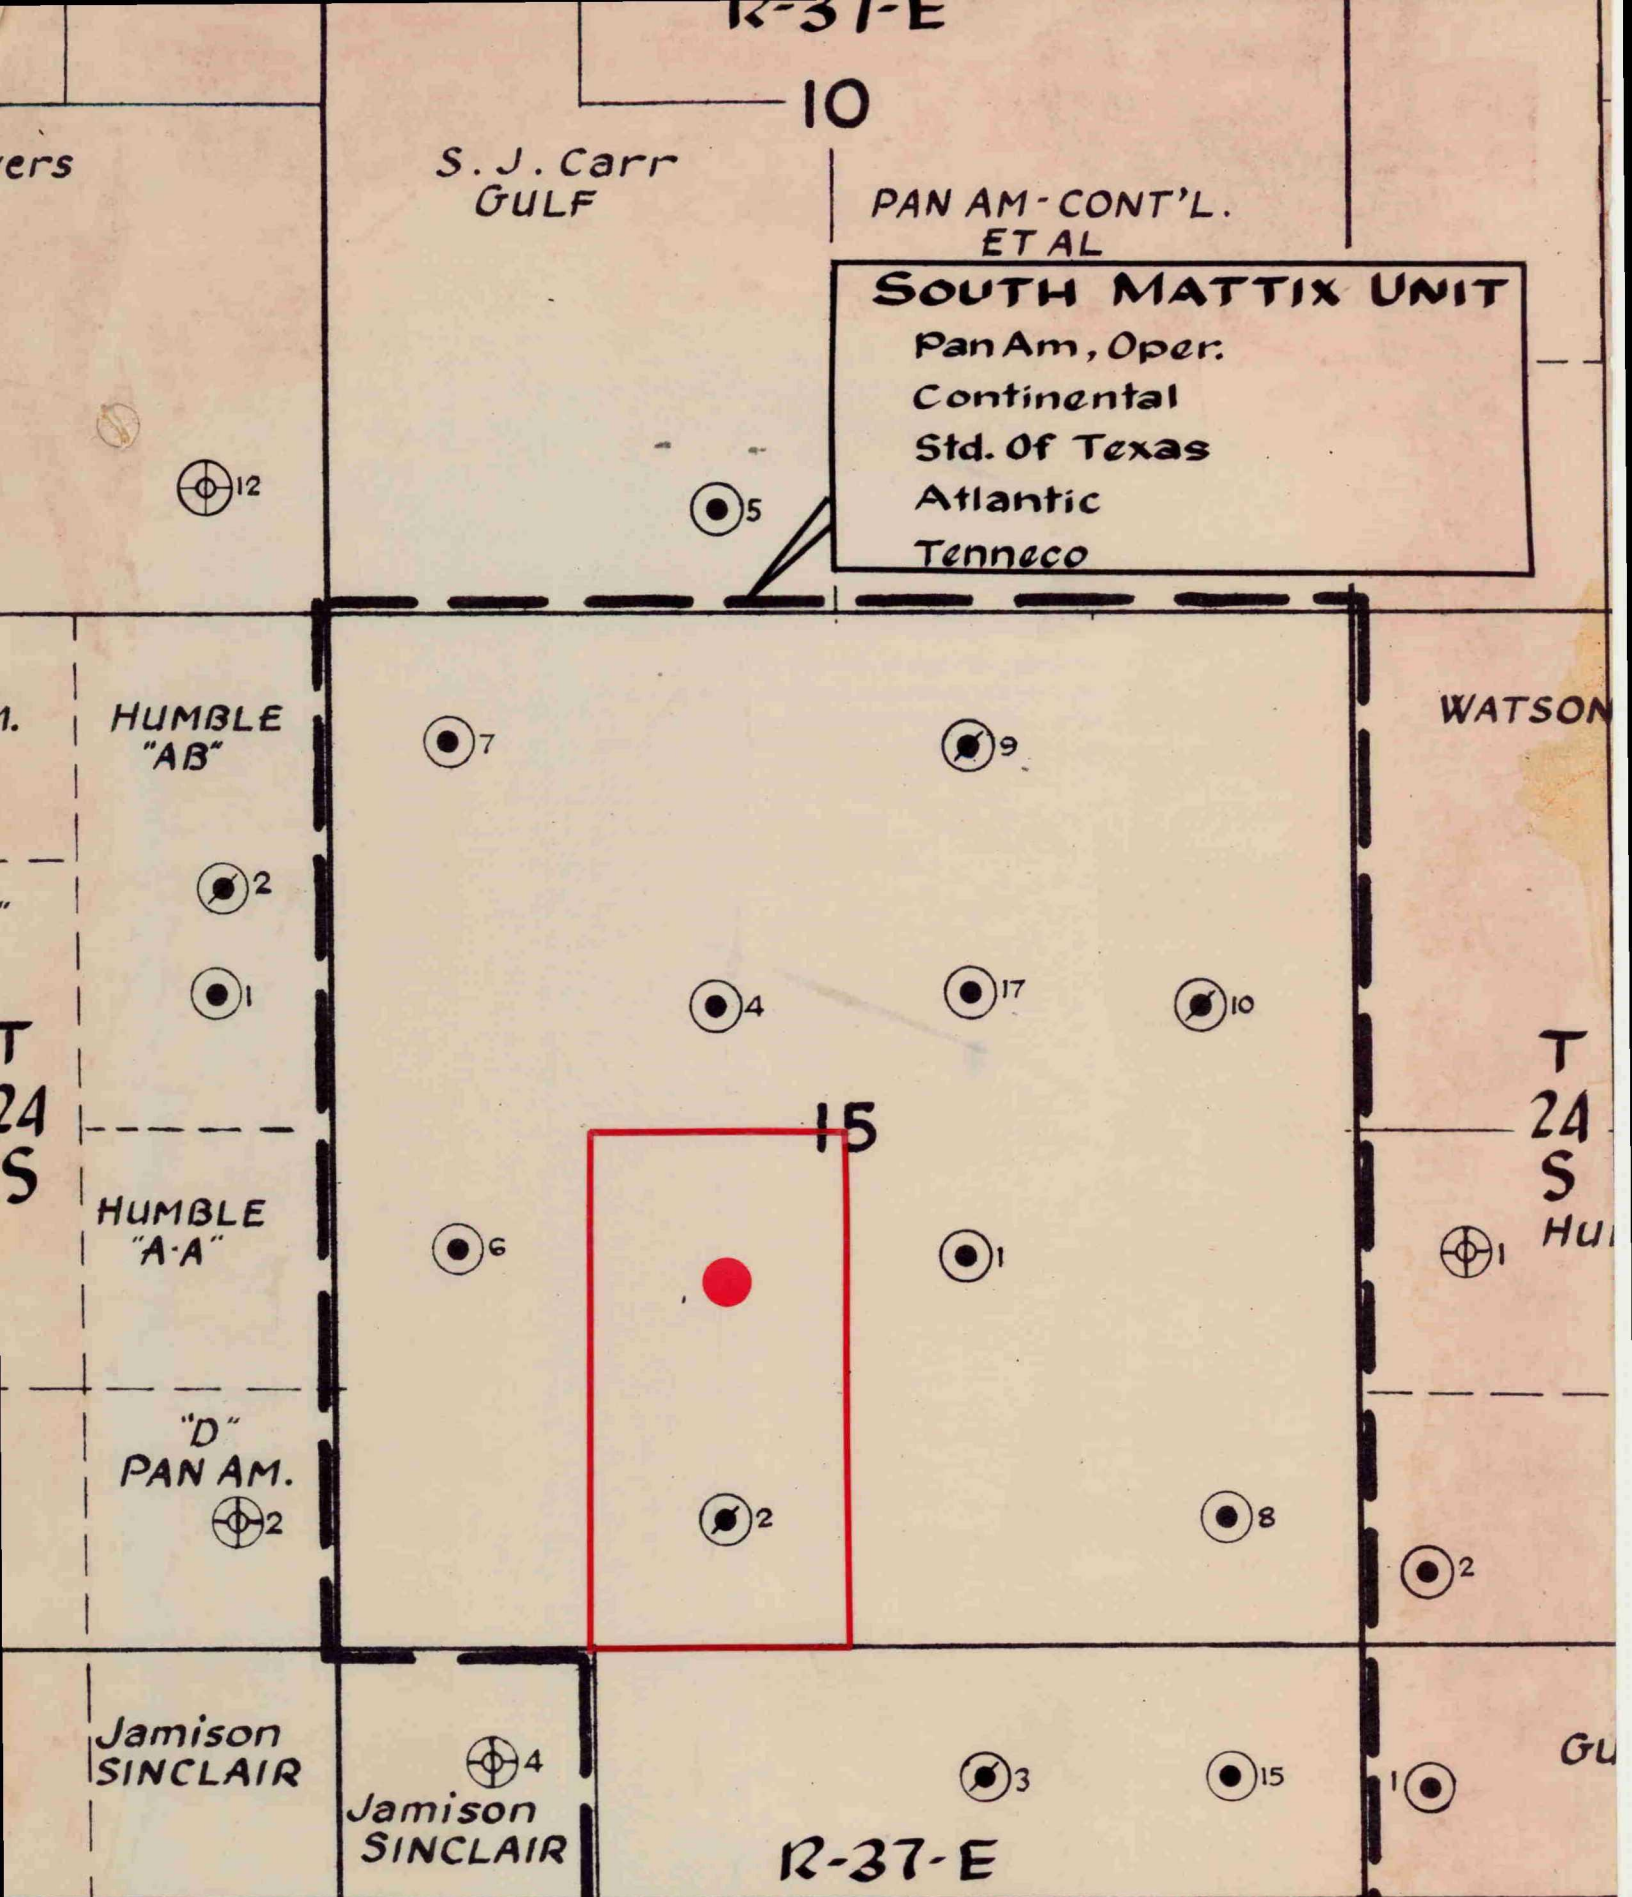 R-37-E
10
ers
S. J. Carr
GULF
PAN AM-CONT'L.
ET AL
SOUTH MATTIX UNIT
Pan Am, Oper.
Continental
Std. Of Texas
Atlantic
Tenneco
12
5
M.
HUMBLE
"AB"
7
9
WATSON
2
"
1
4
17
10
T
24
S
15
T
24
S
HUMBLE
"A-A"
6
1
1
HU
"D"
PAN AM.
2
2
8
2
Jamison
SINCLAIR
4
Jamison
SINCLAIR
3
15
1
GU
R-37-E